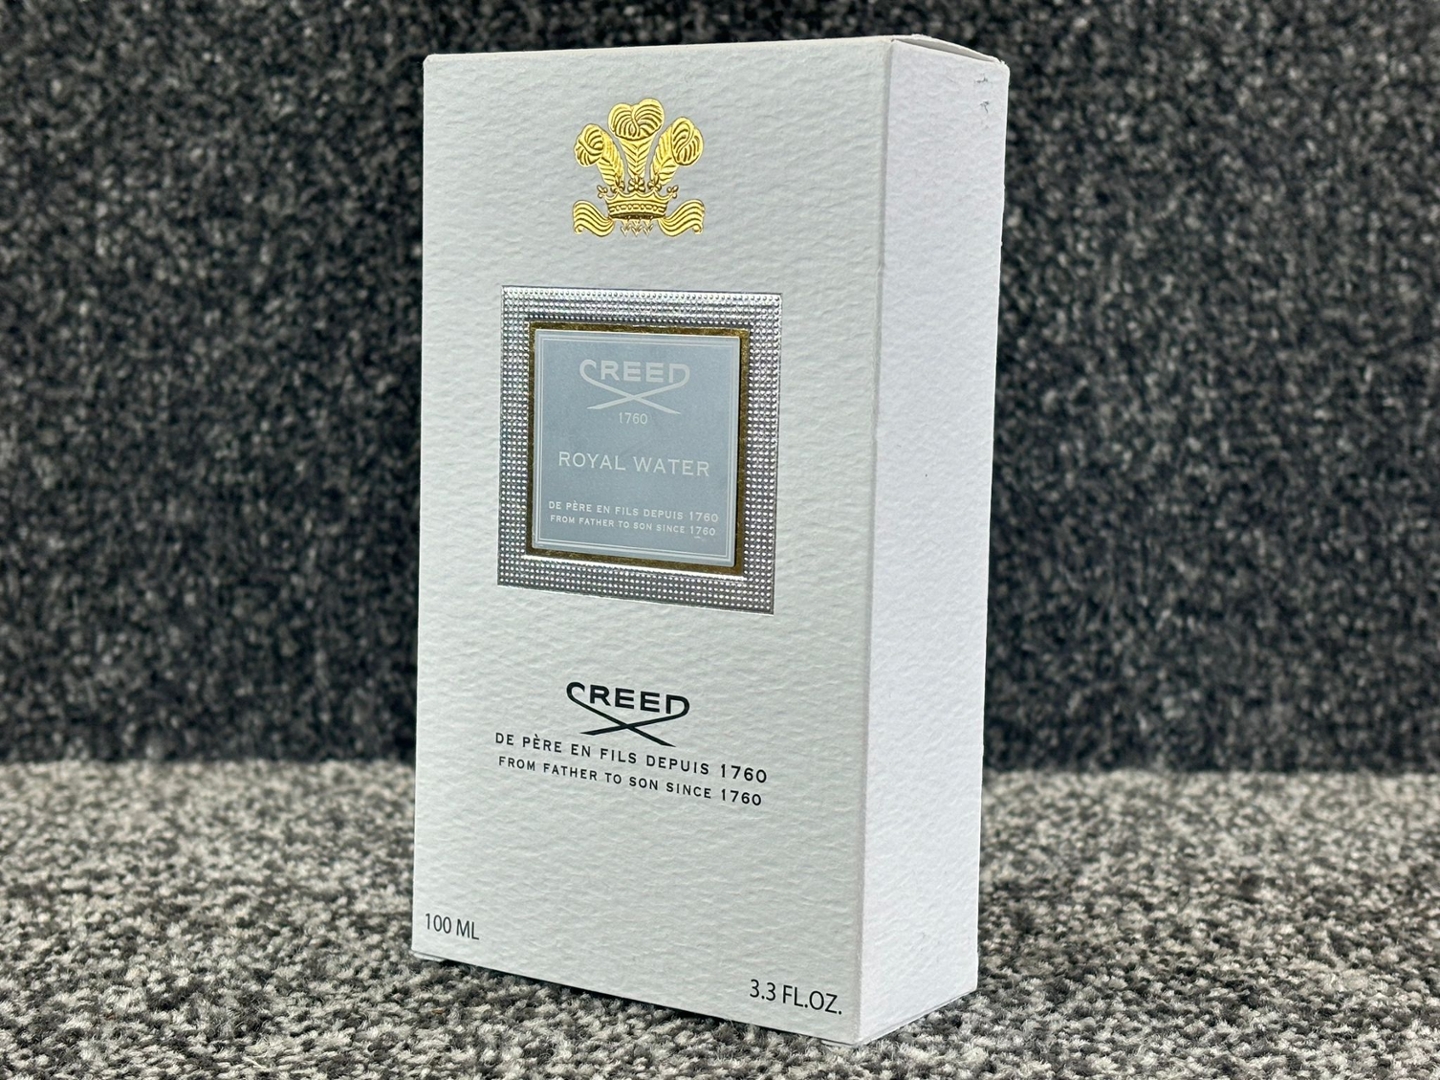 CREED
1760
ROYAL WATER
DE PÈRE EN FILS DEPUIS 1760
FROM FATHER TO SON SINCE 1760
CREED
DE PÈRE EN FILS DEPUIS 1760
FROM FATHER TO SON SINCE 1760
100 ML
3.3 FL.OZ.